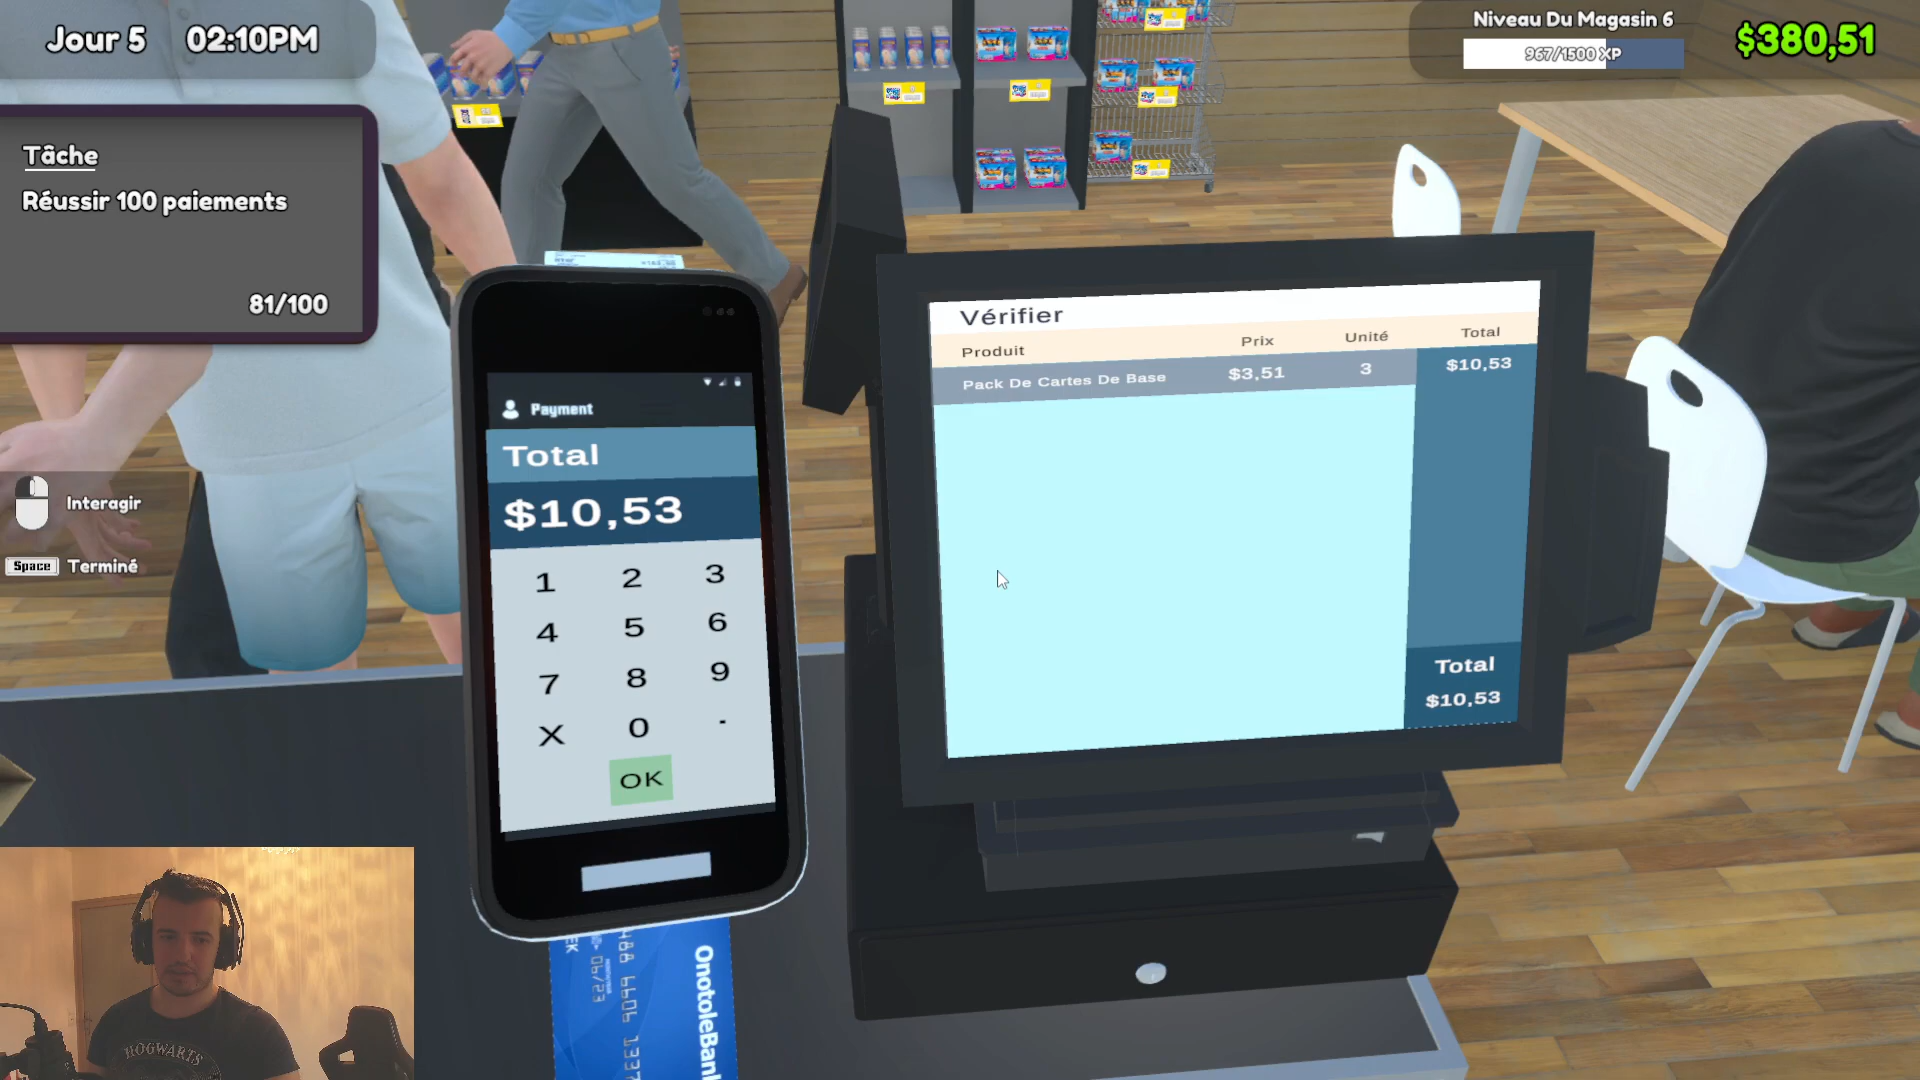 Jour 5 02:10PM
Niveau Du Magasin 6
967/1500 XP
$380,51
Tâche
Réussir 100 paiements
81/100
Interagir
Space Terminé
Payment
Total
$10,53
1 2 3
4 5 6
7 8 9
X 0 .
OK
Vérifier
Produit Prix Unité Total
Pack De Cartes De Base $3,51 3 $10,53
Total
$10,53
OnotoleBank
06/23
HOGWARTS